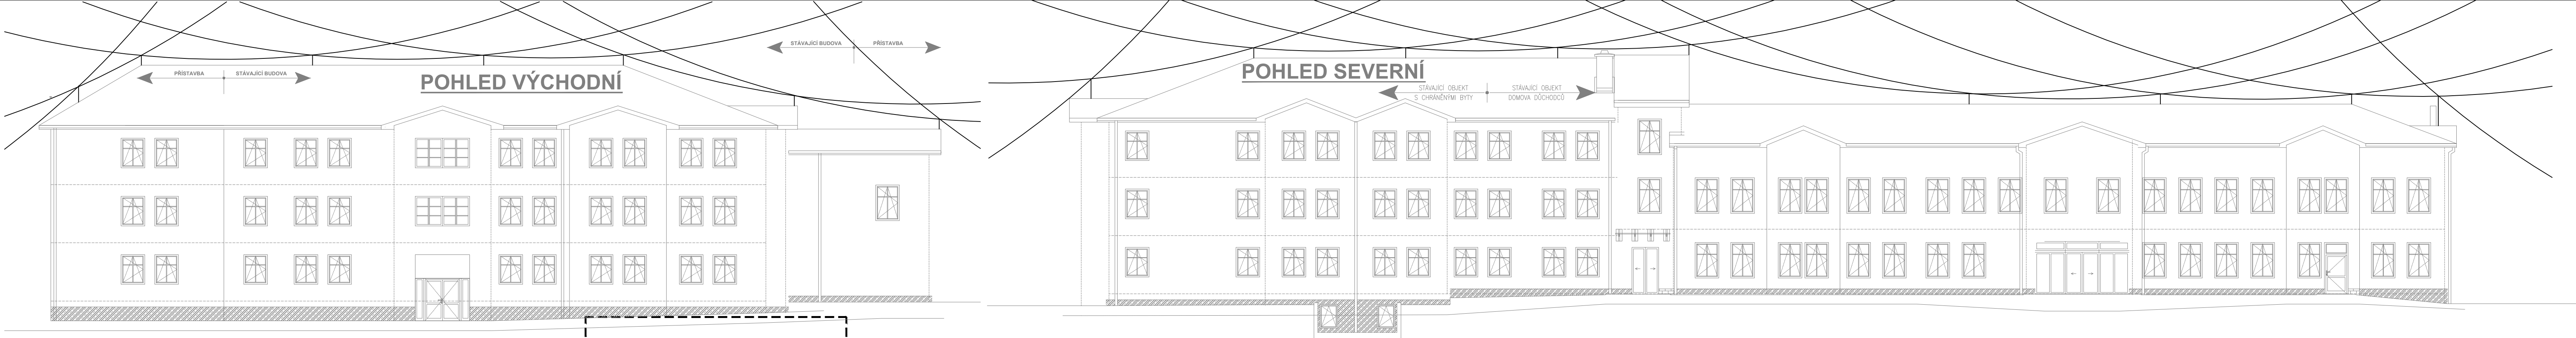 STÁVAJÍCÍ BUDOVA PŘÍSTAVBA
PŘÍSTAVBA STÁVAJÍCÍ BUDOVA
POHLED VÝCHODNÍ
POHLED SEVERNÍ
STÁVAJÍCÍ OBJEKT STÁVAJÍCÍ OBJEKT
S CHRÁNĚNÝMI BYTY DOMOVA DŮCHODCŮ